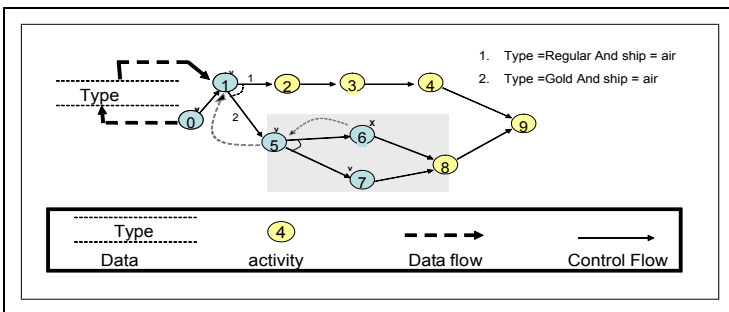 1. Type =Regular And ship = air
2. Type =Gold And ship = air
v
1
1
2
3
4
Type
v
0
2
9
v
5
x
6
8
v
7
Type
4
Data
activity
Data flow
Control Flow